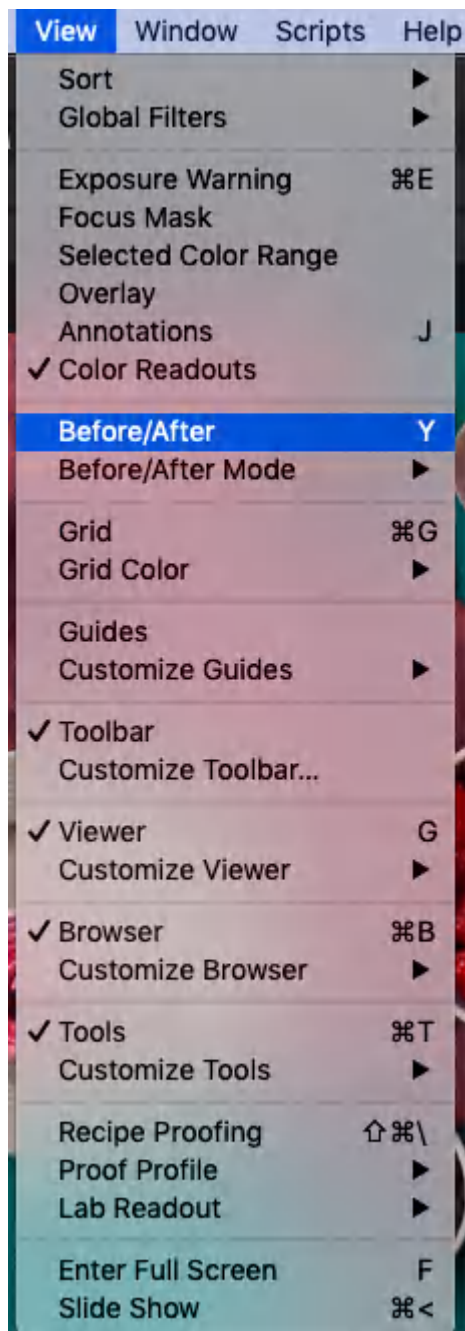 View Window Scripts Help
Sort ▶
Global Filters ▶
Exposure Warning ⌘E
Focus Mask
Selected Color Range
Overlay
Annotations J
✓ Color Readouts
Before/After Y
Before/After Mode ▶
Grid ⌘G
Grid Color ▶
Guides
Customize Guides ▶
✓ Toolbar
Customize Toolbar...
✓ Viewer G
Customize Viewer ▶
✓ Browser ⌘B
Customize Browser ▶
✓ Tools ⌘T
Customize Tools ▶
Recipe Proofing ⇧⌘\
Proof Profile ▶
Lab Readout ▶
Enter Full Screen F
Slide Show ⌘<